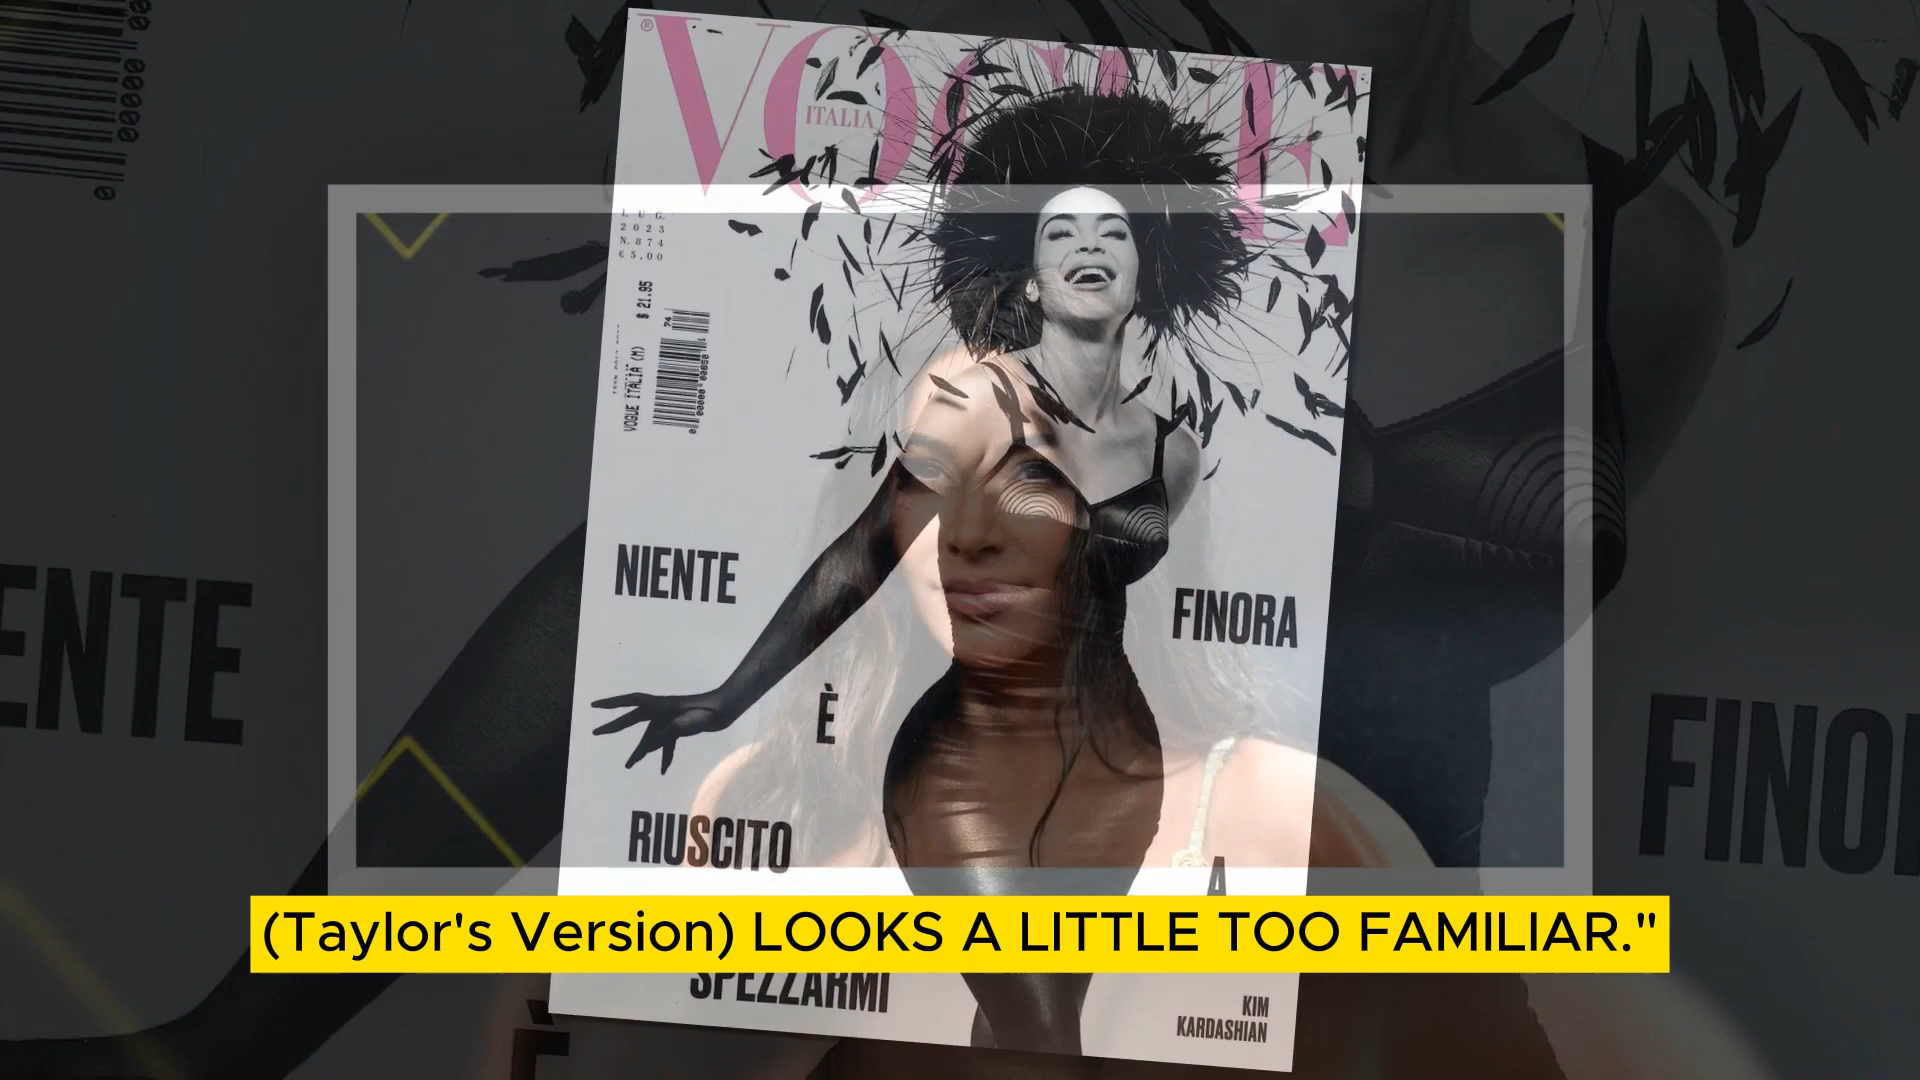 ®
VOGUE
ITALIA
LUG.
2023
N. 874
€ 5,00
$ 21.95
VOGUE ITALIA (M)
74
NIENTE
FINORA
È
RIUSCITO
A
(Taylor's Version) LOOKS A LITTLE TOO FAMILIAR."
SPEZZARMI
KIM
KARDASHIAN
ENTE
FINO
È